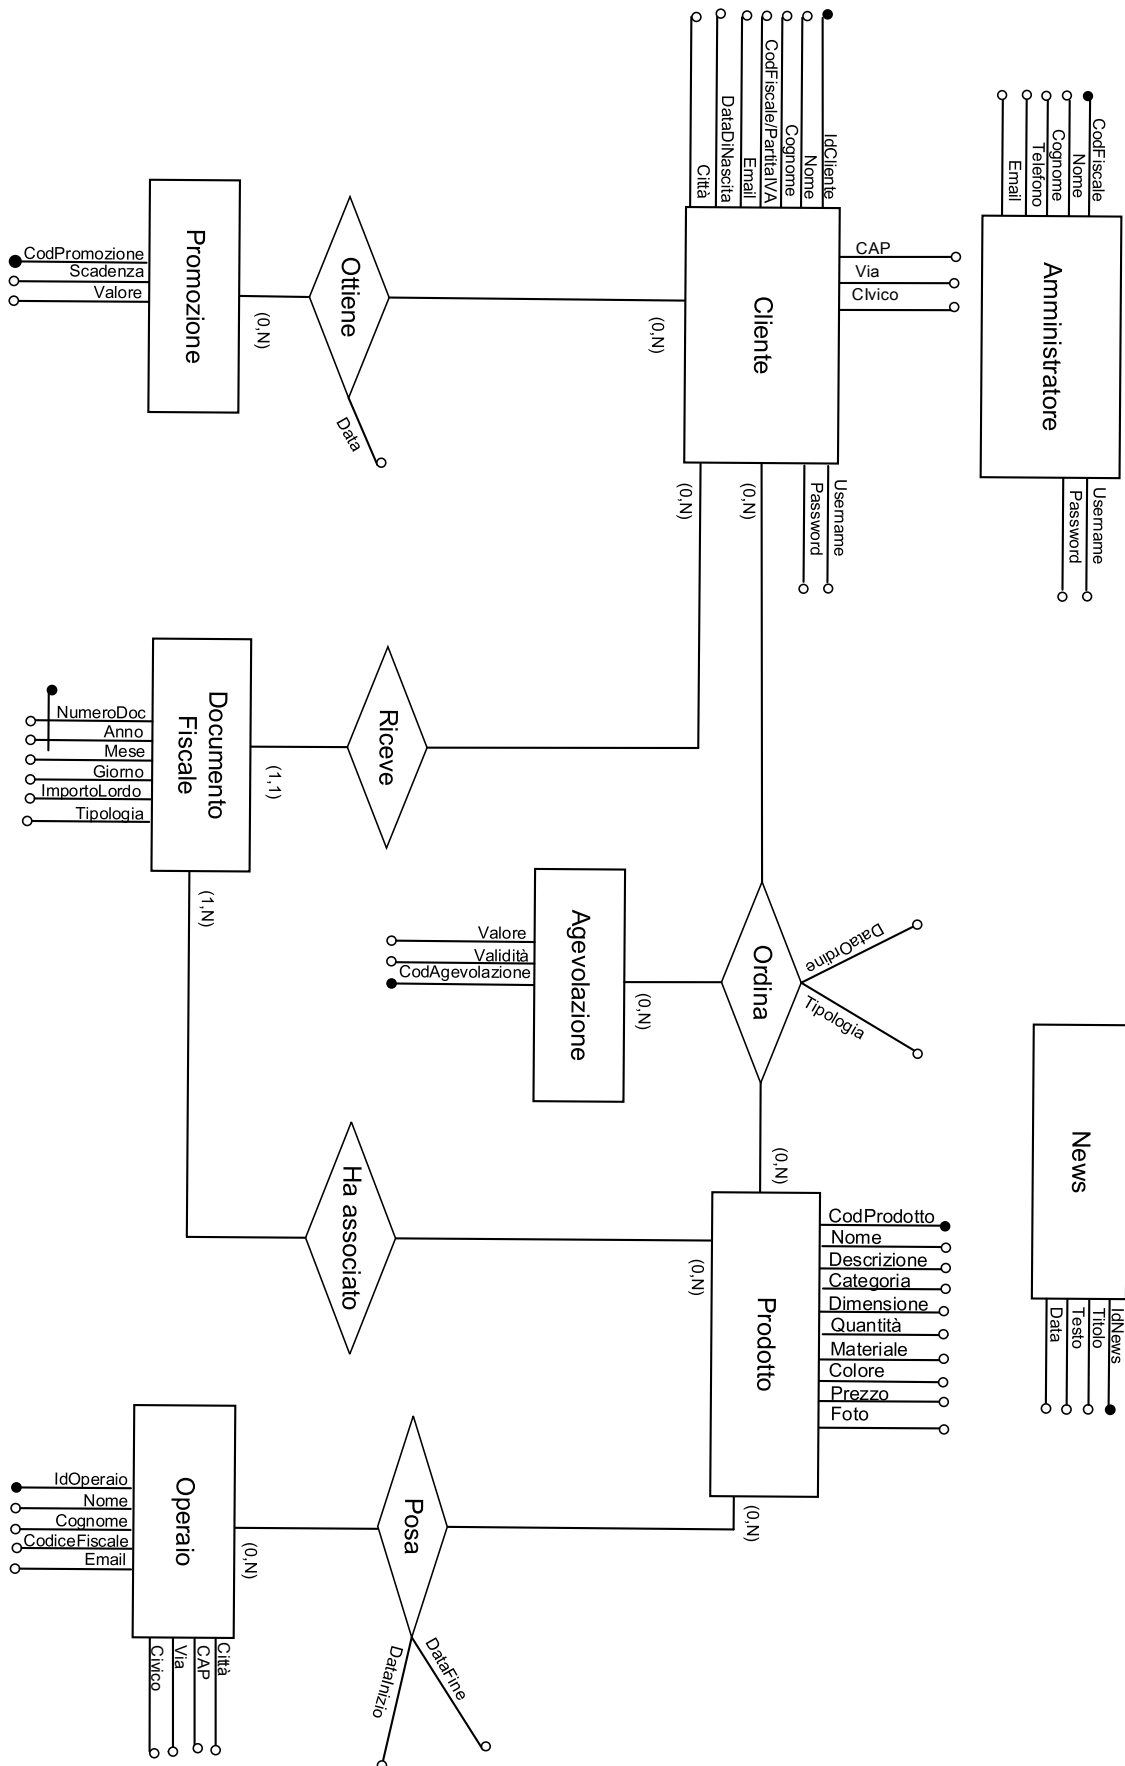 IdCliente
Nome
Cognome
CodFiscale/PartitaIVA
Email
DataDiNascita
Città
CodFiscale
Nome
Cognome
Telefono
Email
Amministratore
Username
Password
CAP
Via
CIvico
Cliente
Username
Password
(0,N)
(0,N)
(0,N)
Ottiene
Data
(0,N)
Promozione
CodPromozione
Scadenza
Valore
Riceve
(1,1)
Documento
Fiscale
NumeroDoc
Anno
Mese
Giorno
ImportoLordo
Tipologia
(1,N)
Ordina
DataOrdine
Tipologia
(0,N)
Agevolazione
Valore
Validità
CodAgevolazione
(0,N)
News
IdNews
Titolo
Testo
Data
Ha associato
(0,N)
Prodotto
CodProdotto
Nome
Descrizione
Categoria
Dimensione
Quantità
Materiale
Colore
Prezzo
Foto
(0,N)
Posa
DataFine
DataInizio
(0,N)
Operaio
IdOperaio
Nome
Cognome
CodiceFiscale
Email
Città
CAP
Via
Civico